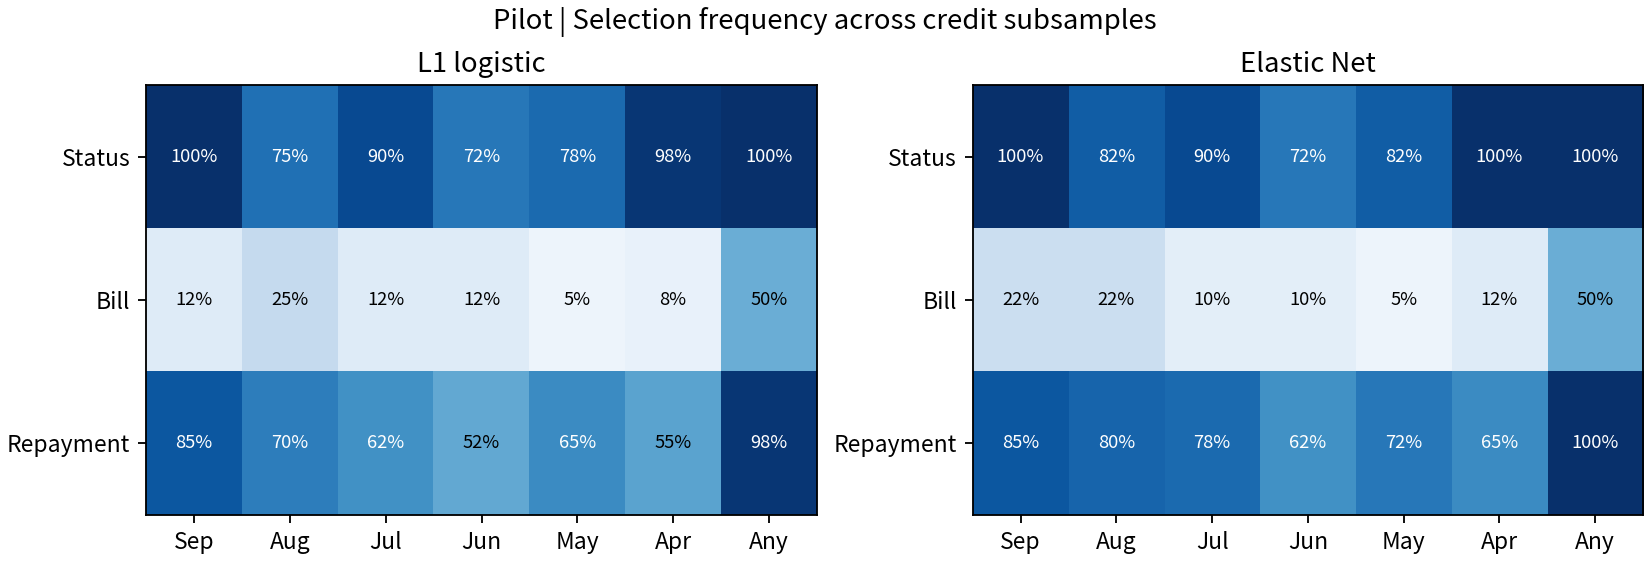 Pilot | Selection frequency across credit subsamples
L1 logistic
Status 100% 75% 90% 72% 78% 98% 100%
Bill 12% 25% 12% 12% 5% 8% 50%
Repayment 85% 70% 62% 52% 65% 55% 98%
Sep Aug Jul Jun May Apr Any
Elastic Net
Status 100% 82% 90% 72% 82% 100% 100%
Bill 22% 22% 10% 10% 5% 12% 50%
Repayment 85% 80% 78% 62% 72% 65% 100%
Sep Aug Jul Jun May Apr Any